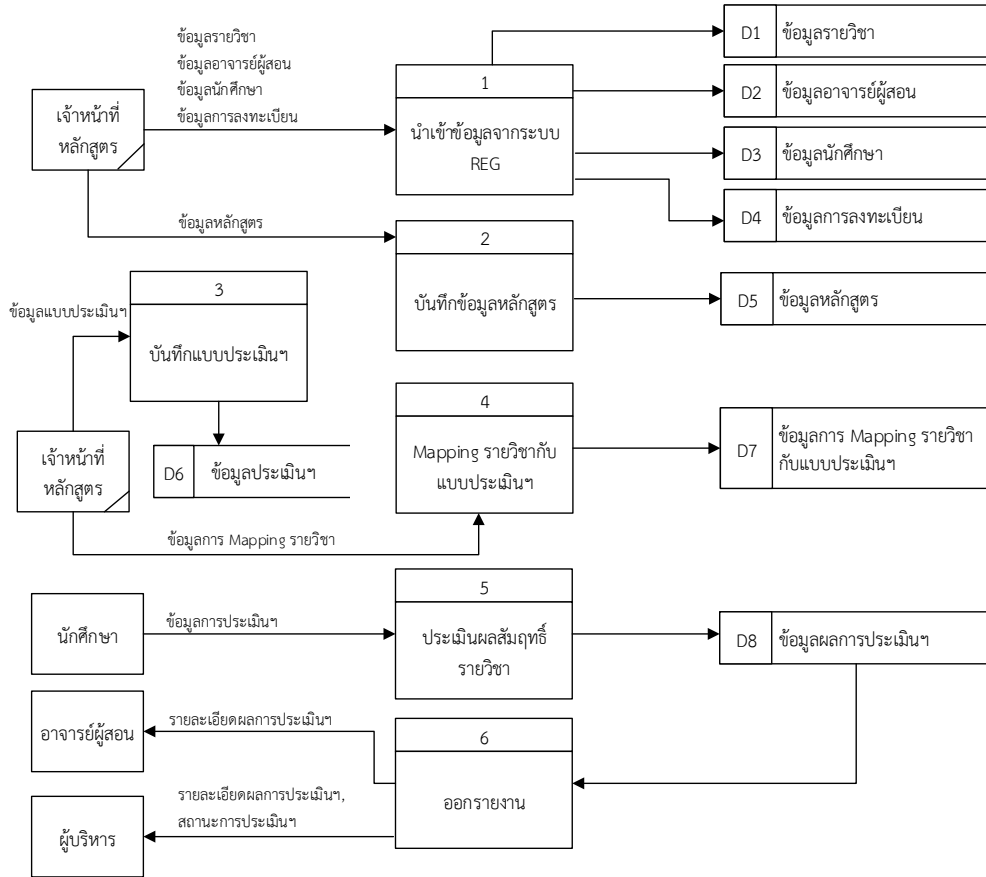 ข้อมูลรายวิชา
ข้อมูลอาจารย์ผู้สอน
ข้อมูลนักศึกษา
ข้อมูลการลงทะเบียน
เจ้าหน้าที่
หลักสูตร
1
นำเข้าข้อมูลจากระบบ
REG
D1 ข้อมูลรายวิชา
D2 ข้อมูลอาจารย์ผู้สอน
D3 ข้อมูลนักศึกษา
D4 ข้อมูลการลงทะเบียน
ข้อมูลหลักสูตร
2
บันทึกข้อมูลหลักสูตร
D5 ข้อมูลหลักสูตร
ข้อมูลแบบประเมินฯ
3
บันทึกแบบประเมินฯ
เจ้าหน้าที่
หลักสูตร
D6 ข้อมูลประเมินฯ
4
Mapping รายวิชากับ
แบบประเมินฯ
D7 ข้อมูลการ Mapping รายวิชา
กับแบบประเมินฯ
ข้อมูลการ Mapping รายวิชา
นักศึกษา
ข้อมูลการประเมินฯ
5
ประเมินผลสัมฤทธิ์
รายวิชา
D8 ข้อมูลผลการประเมินฯ
อาจารย์ผู้สอน
รายละเอียดผลการประเมินฯ
6
ออกรายงาน
รายละเอียดผลการประเมินฯ,
สถานะการประเมินฯ
ผู้บริหาร